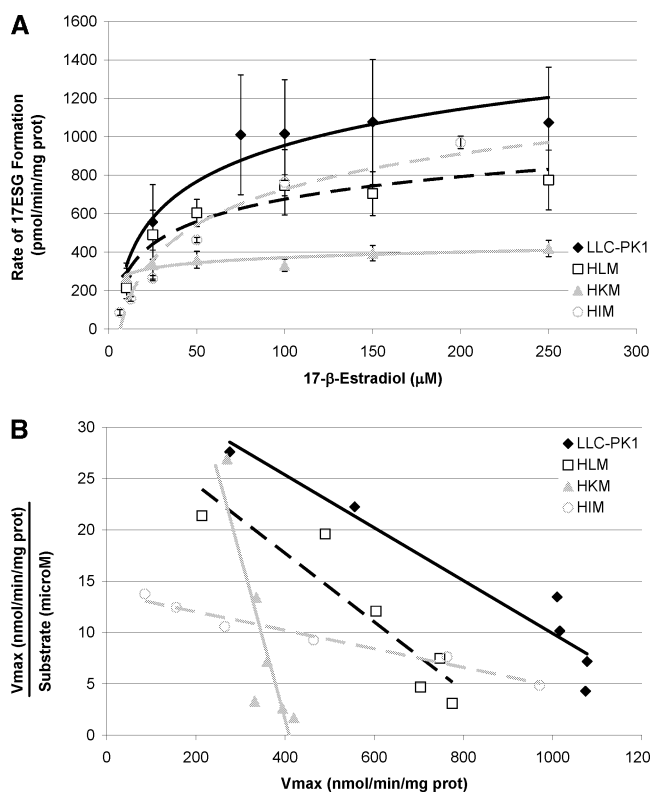 A
Rate of 17ESG Formation
(pmol/min/mg prot)
1600
1400
1200
1000
800
600
400
200
0
0 50 100 150 200 250 300
17-β-Estradiol (µM)
LLC-PK1
HLM
HKM
HIM
B
Vmax (nmol/min/mg prot)
Substrate (microM)
30
25
20
15
10
5
0
0 200 400 600 800 1000 120
Vmax (nmol/min/mg prot)
LLC-PK1
HLM
HKM
HIM